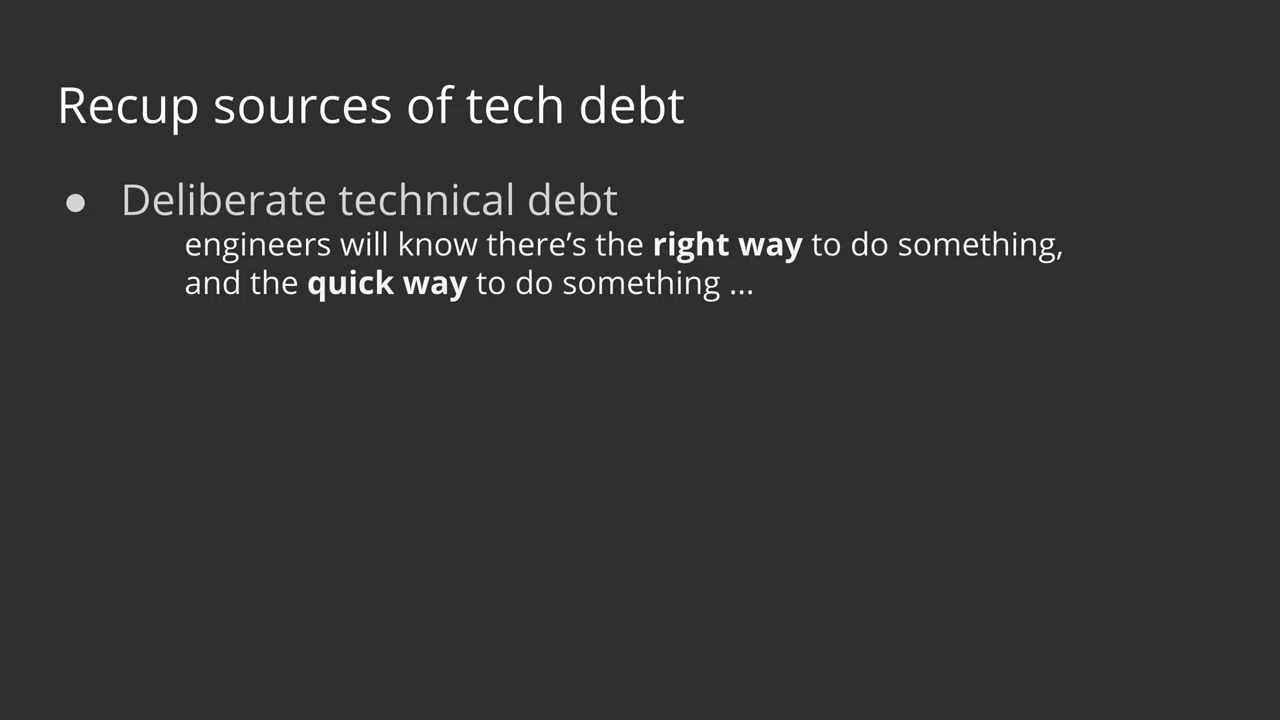 Recup sources of tech debt
● Deliberate technical debt
engineers will know there’s the right way to do something,
and the quick way to do something ...